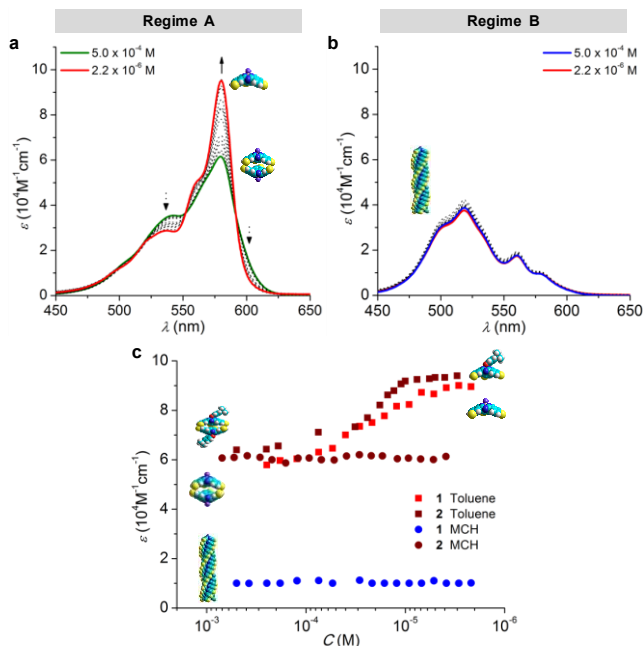 Regime A
Regime B
a
b
5.0 x 10⁻⁴ M
2.2 x 10⁻⁶ M
5.0 x 10⁻⁴ M
2.2 x 10⁻⁶ M
ε (10⁴M⁻¹cm⁻¹)
10
8
6
4
2
0
450 500 550 600 650
λ (nm)
ε (10⁴M⁻¹cm⁻¹)
10
8
6
4
2
0
450 500 550 600 650
λ (nm)
c
ε (10⁴M⁻¹cm⁻¹)
10
8
6
4
2
0
1 Toluene
2 Toluene
1 MCH
2 MCH
10⁻³ 10⁻⁴ 10⁻⁵ 10⁻⁶
C (M)